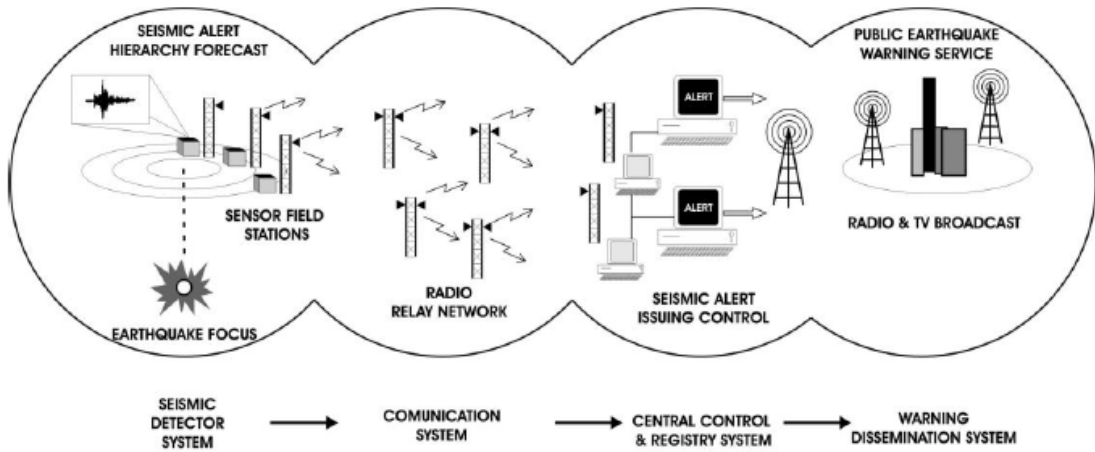 SEISMIC ALERT
HIERARCHY FORECAST
SENSOR FIELD
STATIONS
EARTHQUAKE FOCUS
RADIO
RELAY NETWORK
ALERT
ALERT
SEISMIC ALERT
ISSUING CONTROL
PUBLIC EARTHQUAKE
WARNING SERVICE
RADIO & TV BROADCAST
SEISMIC
DETECTOR
SYSTEM
COMUNICATION
SYSTEM
CENTRAL CONTROL
& REGISTRY SYSTEM
WARNING
DISSEMINATION SYSTEM